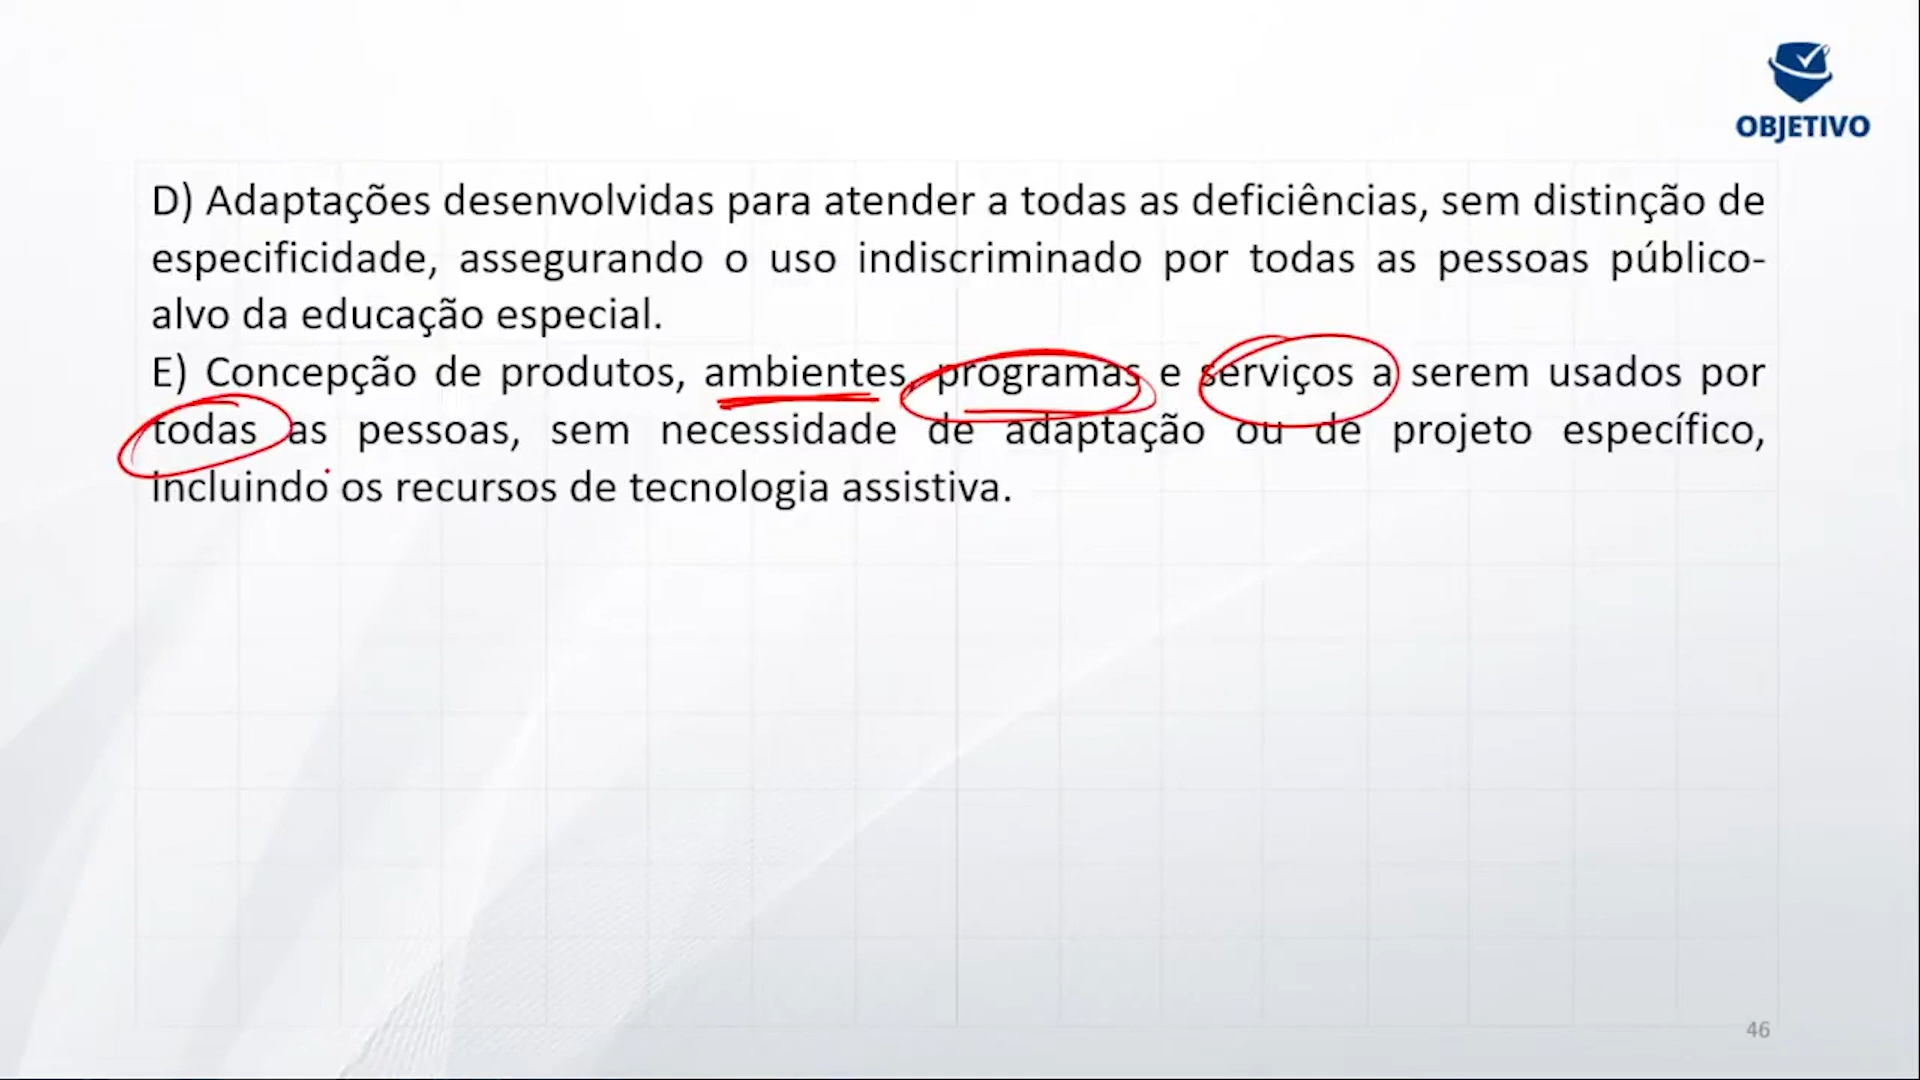 OBJETIVO
D) Adaptações desenvolvidas para atender a todas as deficiências, sem distinção de
especificidade, assegurando o uso indiscriminado por todas as pessoas público-
alvo da educação especial.
E) Concepção de produtos, ambientes, programas e serviços a serem usados por
todas as pessoas, sem necessidade de adaptação ou de projeto específico,
incluindo os recursos de tecnologia assistiva.
46